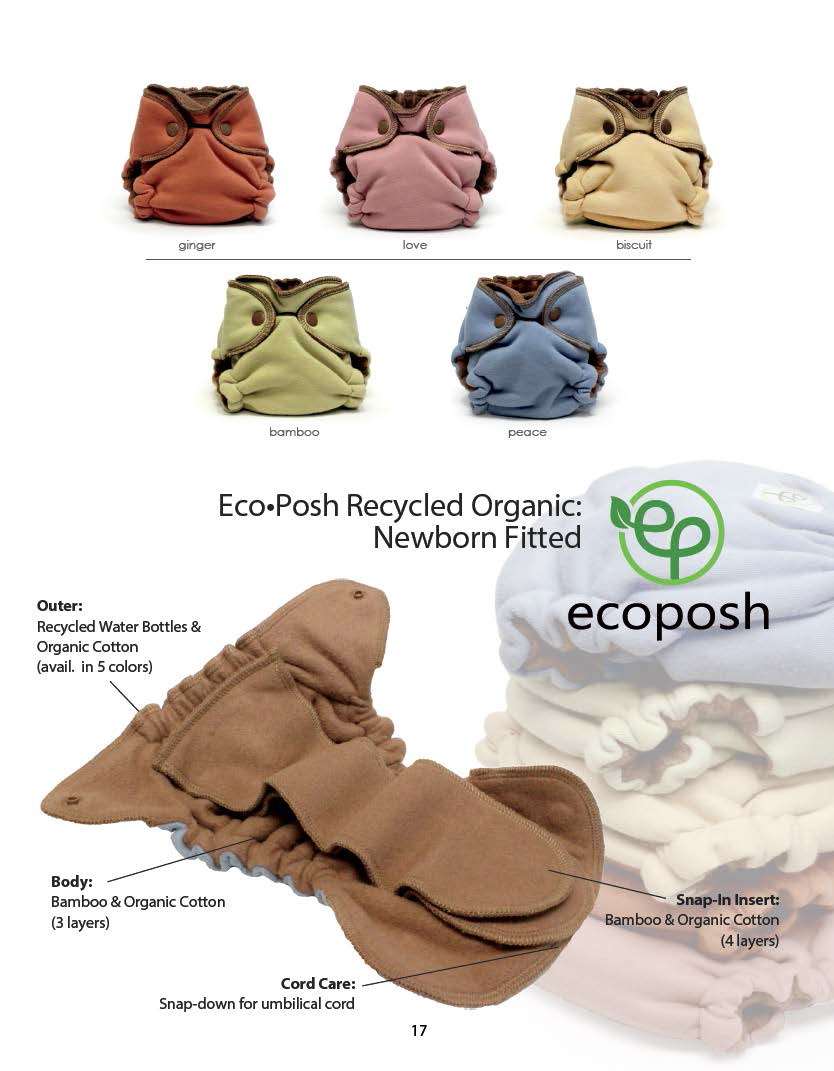 ginger
love
biscuit
bamboo
peace
Eco•Posh Recycled Organic:
Newborn Fitted
ep
ecoposh
Outer:
Recycled Water Bottles &
Organic Cotton
(avail. in 5 colors)
Body:
Bamboo & Organic Cotton
(3 layers)
Snap-In Insert:
Bamboo & Organic Cotton
(4 layers)
Cord Care:
Snap-down for umbilical cord
17